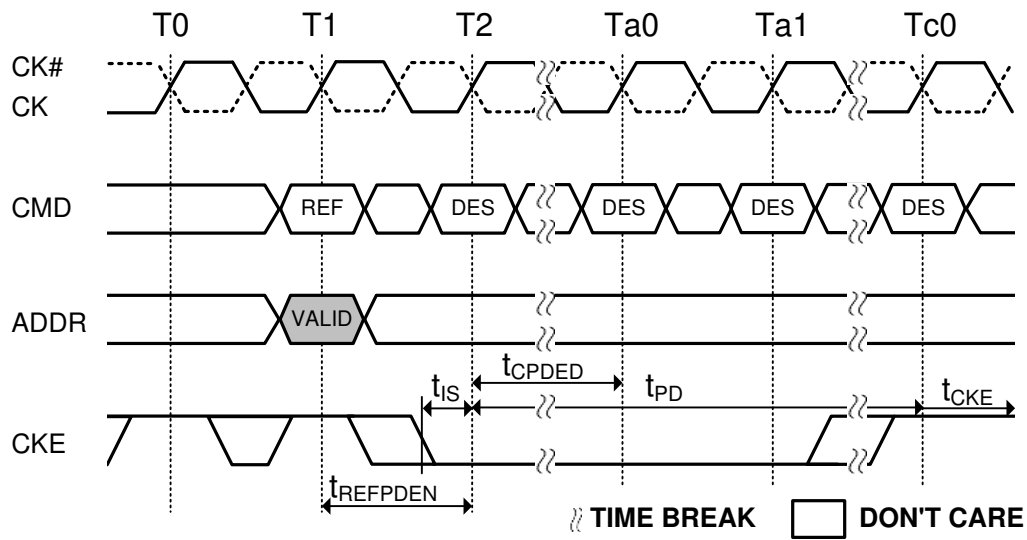 T0 T1 T2 Ta0 Ta1 Tc0
CK#
CK
CMD REF DES DES DES DES
ADDR VALID
tCPDED
tIS tPD tCKE
CKE
tREFPDEN
TIME BREAK DON'T CARE